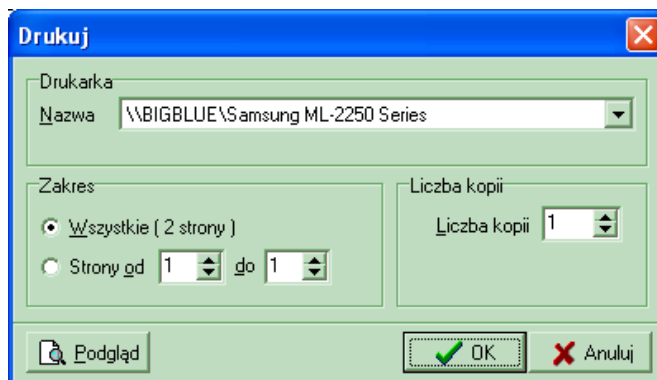 Drukuj
Drukarka
Nazwa \\BIGBLUE\Samsung ML-2250 Series
Zakres
Wszystkie ( 2 strony )
Strony od 1 do 1
Liczba kopii
Liczba kopii 1
Podgląd
OK
Anuluj